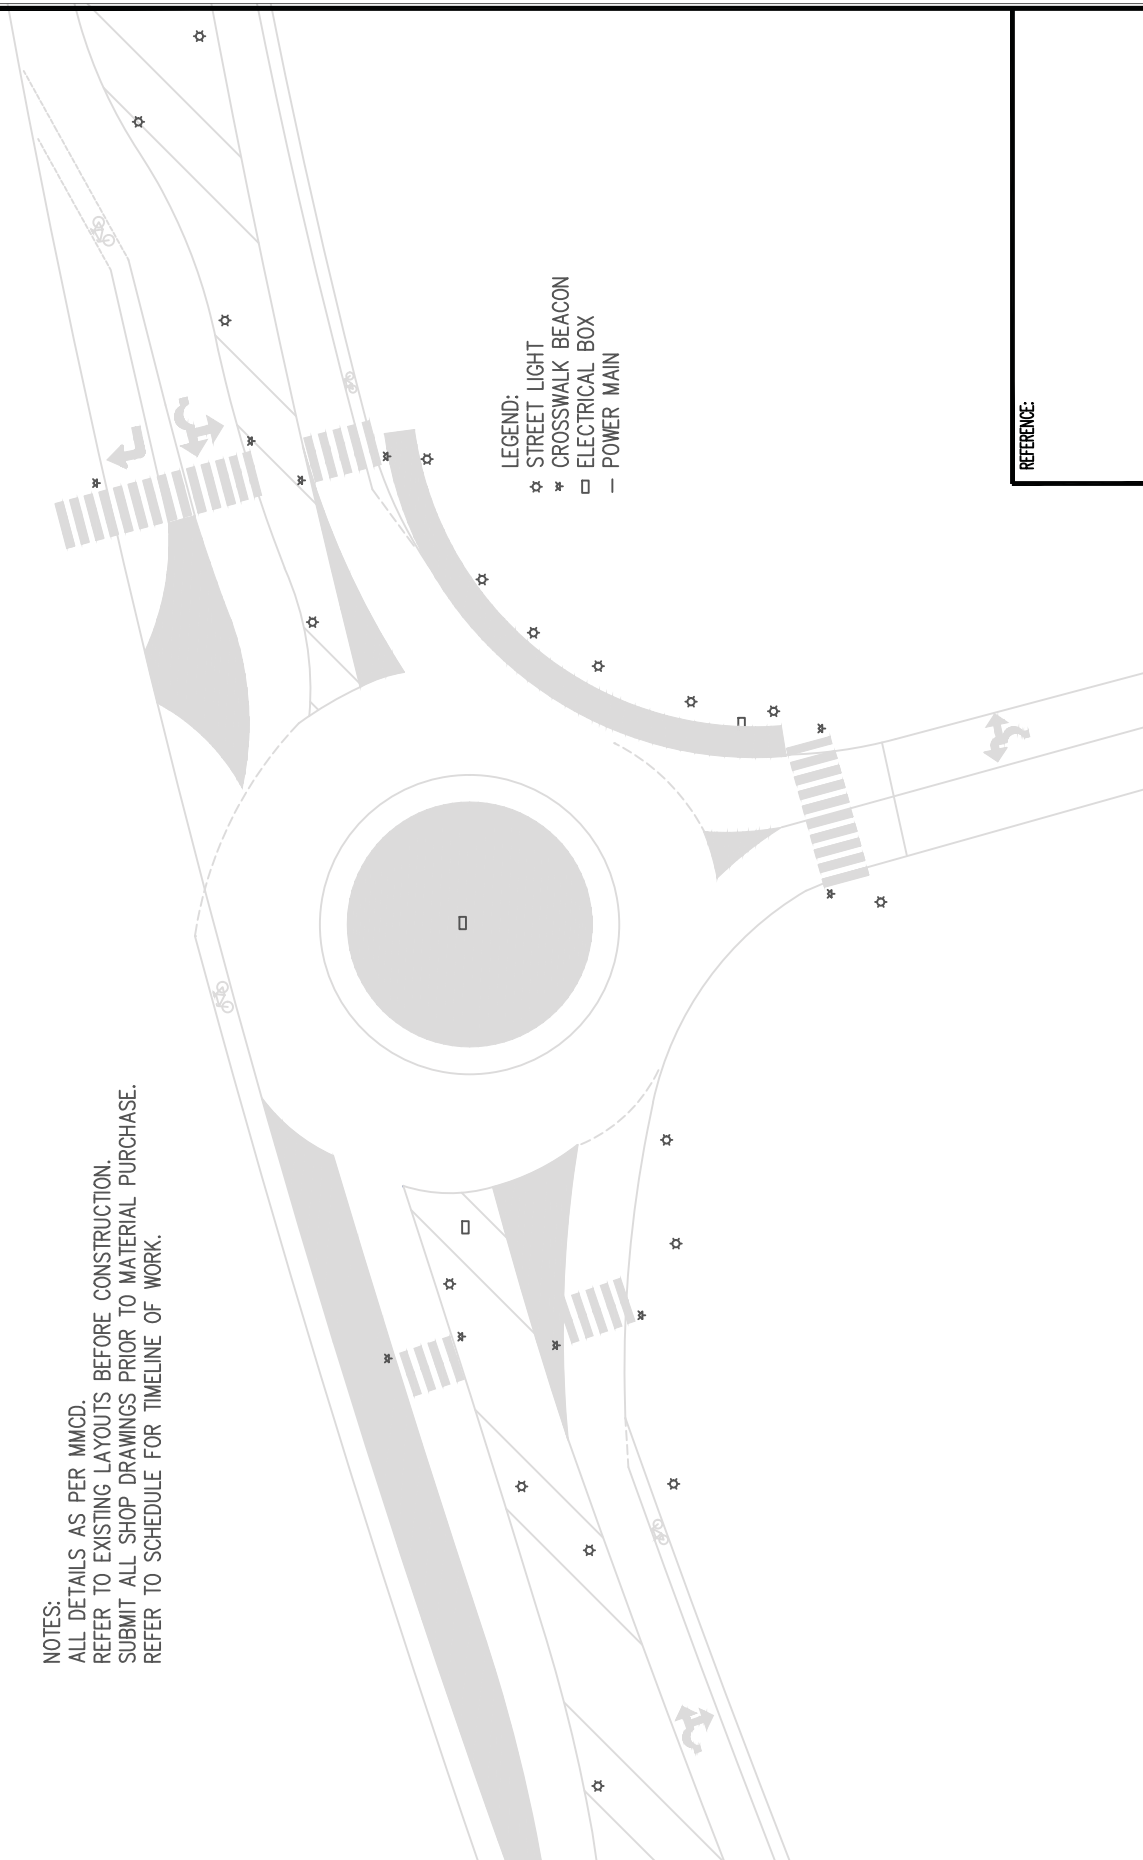 NOTES:
ALL DETAILS AS PER MMCD.
REFER TO EXISTING LAYOUTS BEFORE CONSTRUCTION.
SUBMIT ALL SHOP DRAWINGS PRIOR TO MATERIAL PURCHASE.
REFER TO SCHEDULE FOR TIMELINE OF WORK.
LEGEND:
STREET LIGHT
CROSSWALK BEACON
ELECTRICAL BOX
POWER MAIN
REFERENCE: